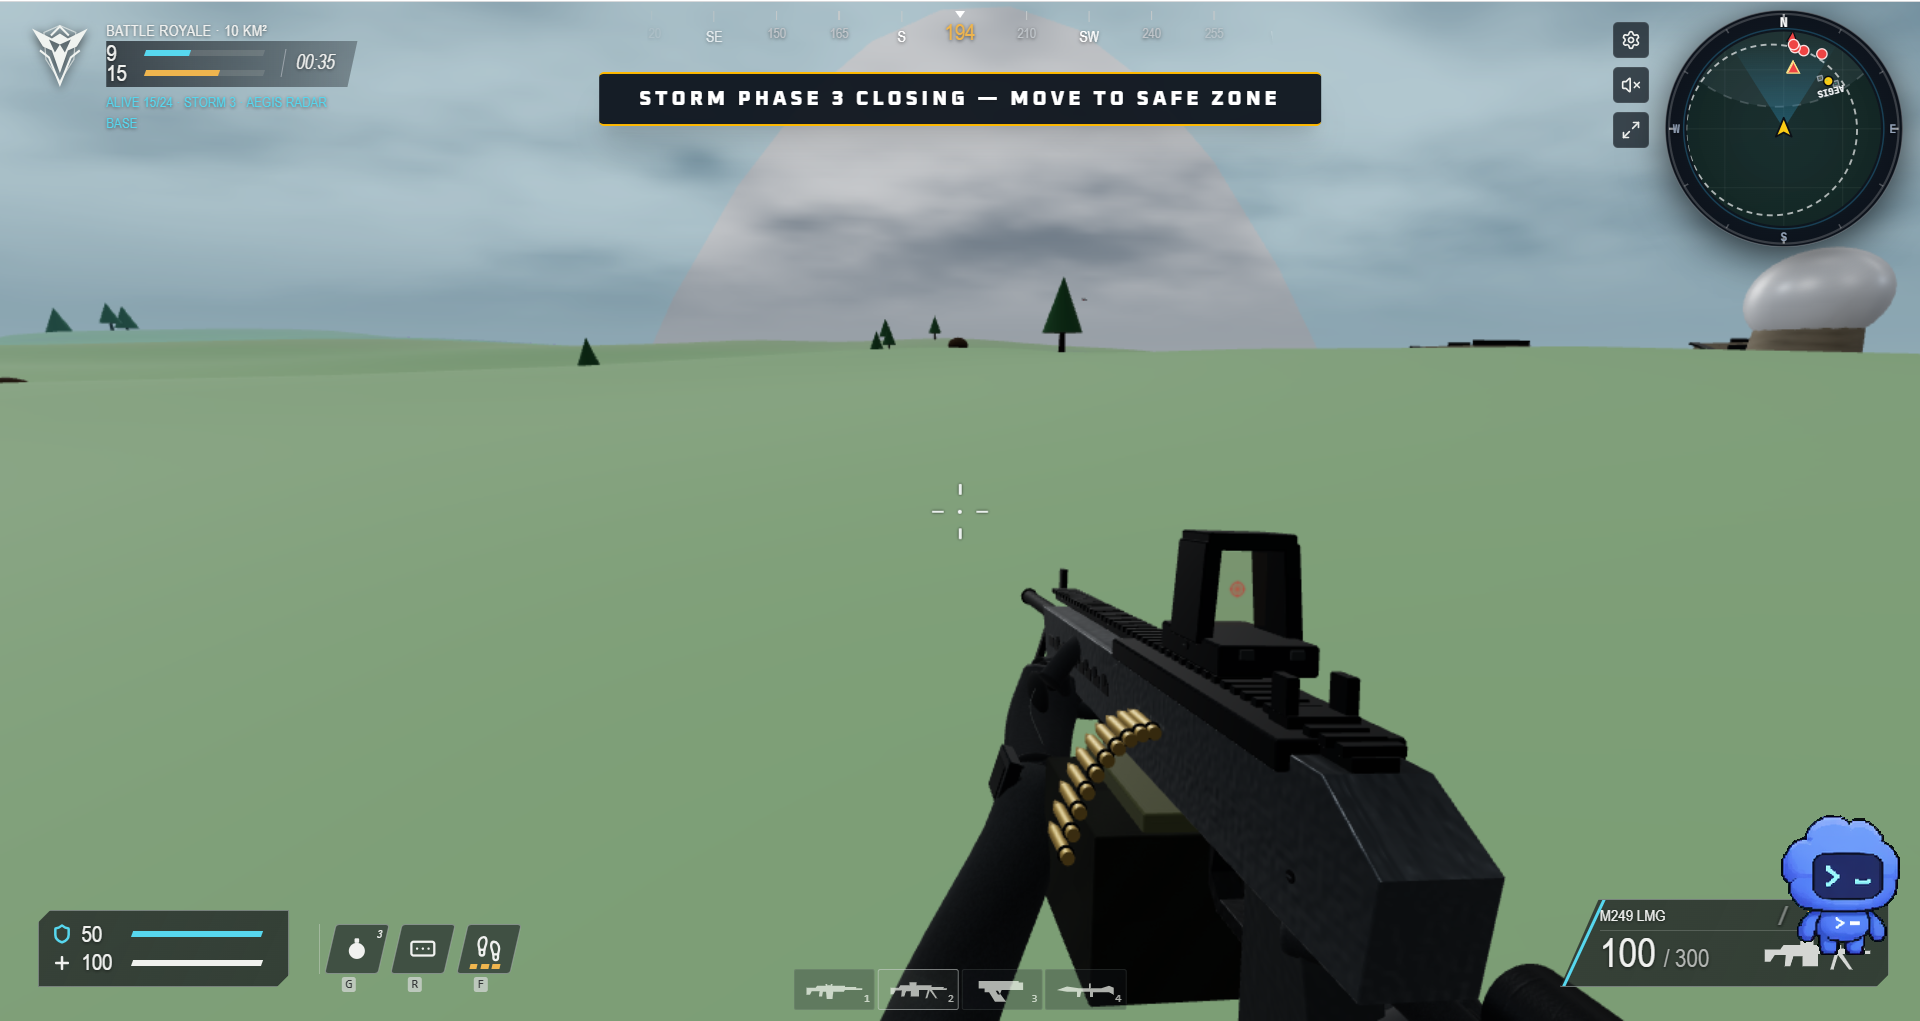 BATTLE ROYALE · 10 KM²
9
15
00:35
ALIVE 15/24 · STORM 3 · AEGIS RADAR
BASE
SE 150 165 S 194 210 SW 240 255
STORM PHASE 3 CLOSING — MOVE TO SAFE ZONE
N
W
E
S
AEGIS
50
100
3
G
R
F
1
2
3
4
M249 LMG
100 / 300